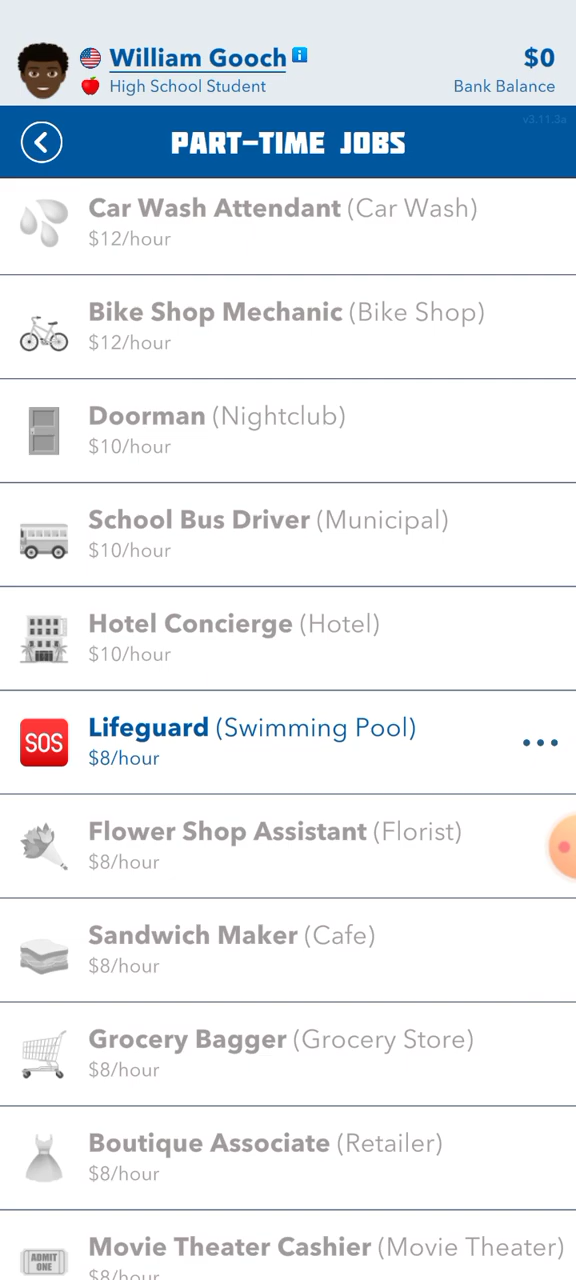 William Gooch i
$0
High School Student
Bank Balance
v3.11.3a
PART-TIME JOBS
Car Wash Attendant (Car Wash)
$12/hour
Bike Shop Mechanic (Bike Shop)
$12/hour
Doorman (Nightclub)
$10/hour
School Bus Driver (Municipal)
$10/hour
Hotel Concierge (Hotel)
$10/hour
SOS
Lifeguard (Swimming Pool)
$8/hour
Flower Shop Assistant (Florist)
$8/hour
Sandwich Maker (Cafe)
$8/hour
Grocery Bagger (Grocery Store)
$8/hour
Boutique Associate (Retailer)
$8/hour
ADMIT
ONE
Movie Theater Cashier (Movie Theater)
$8/hour